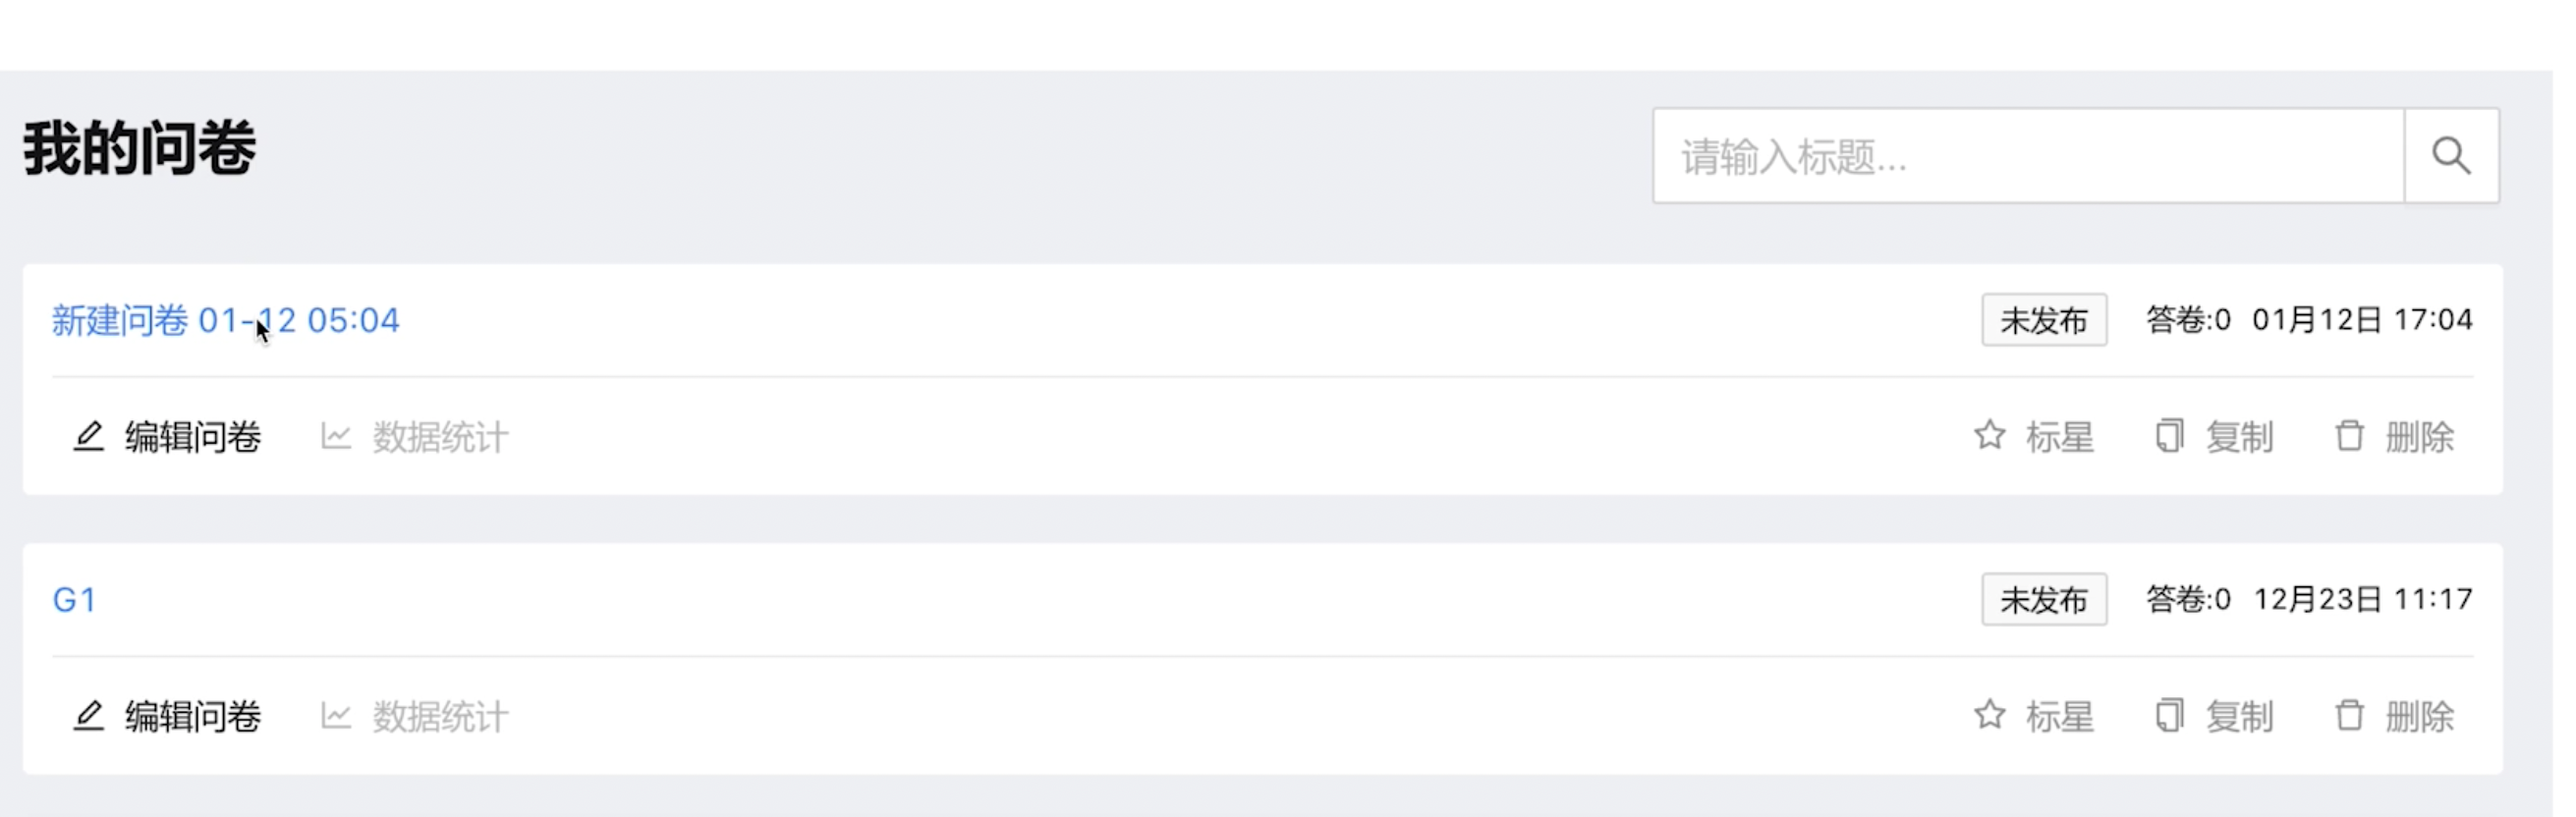 我的问卷
请输入标题...
新建问卷 01-12 05:04 未发布 答卷:0 01月12日 17:04
编辑问卷 数据统计 标星 复制 删除
G1 未发布 答卷:0 12月23日 11:17
编辑问卷 数据统计 标星 复制 删除